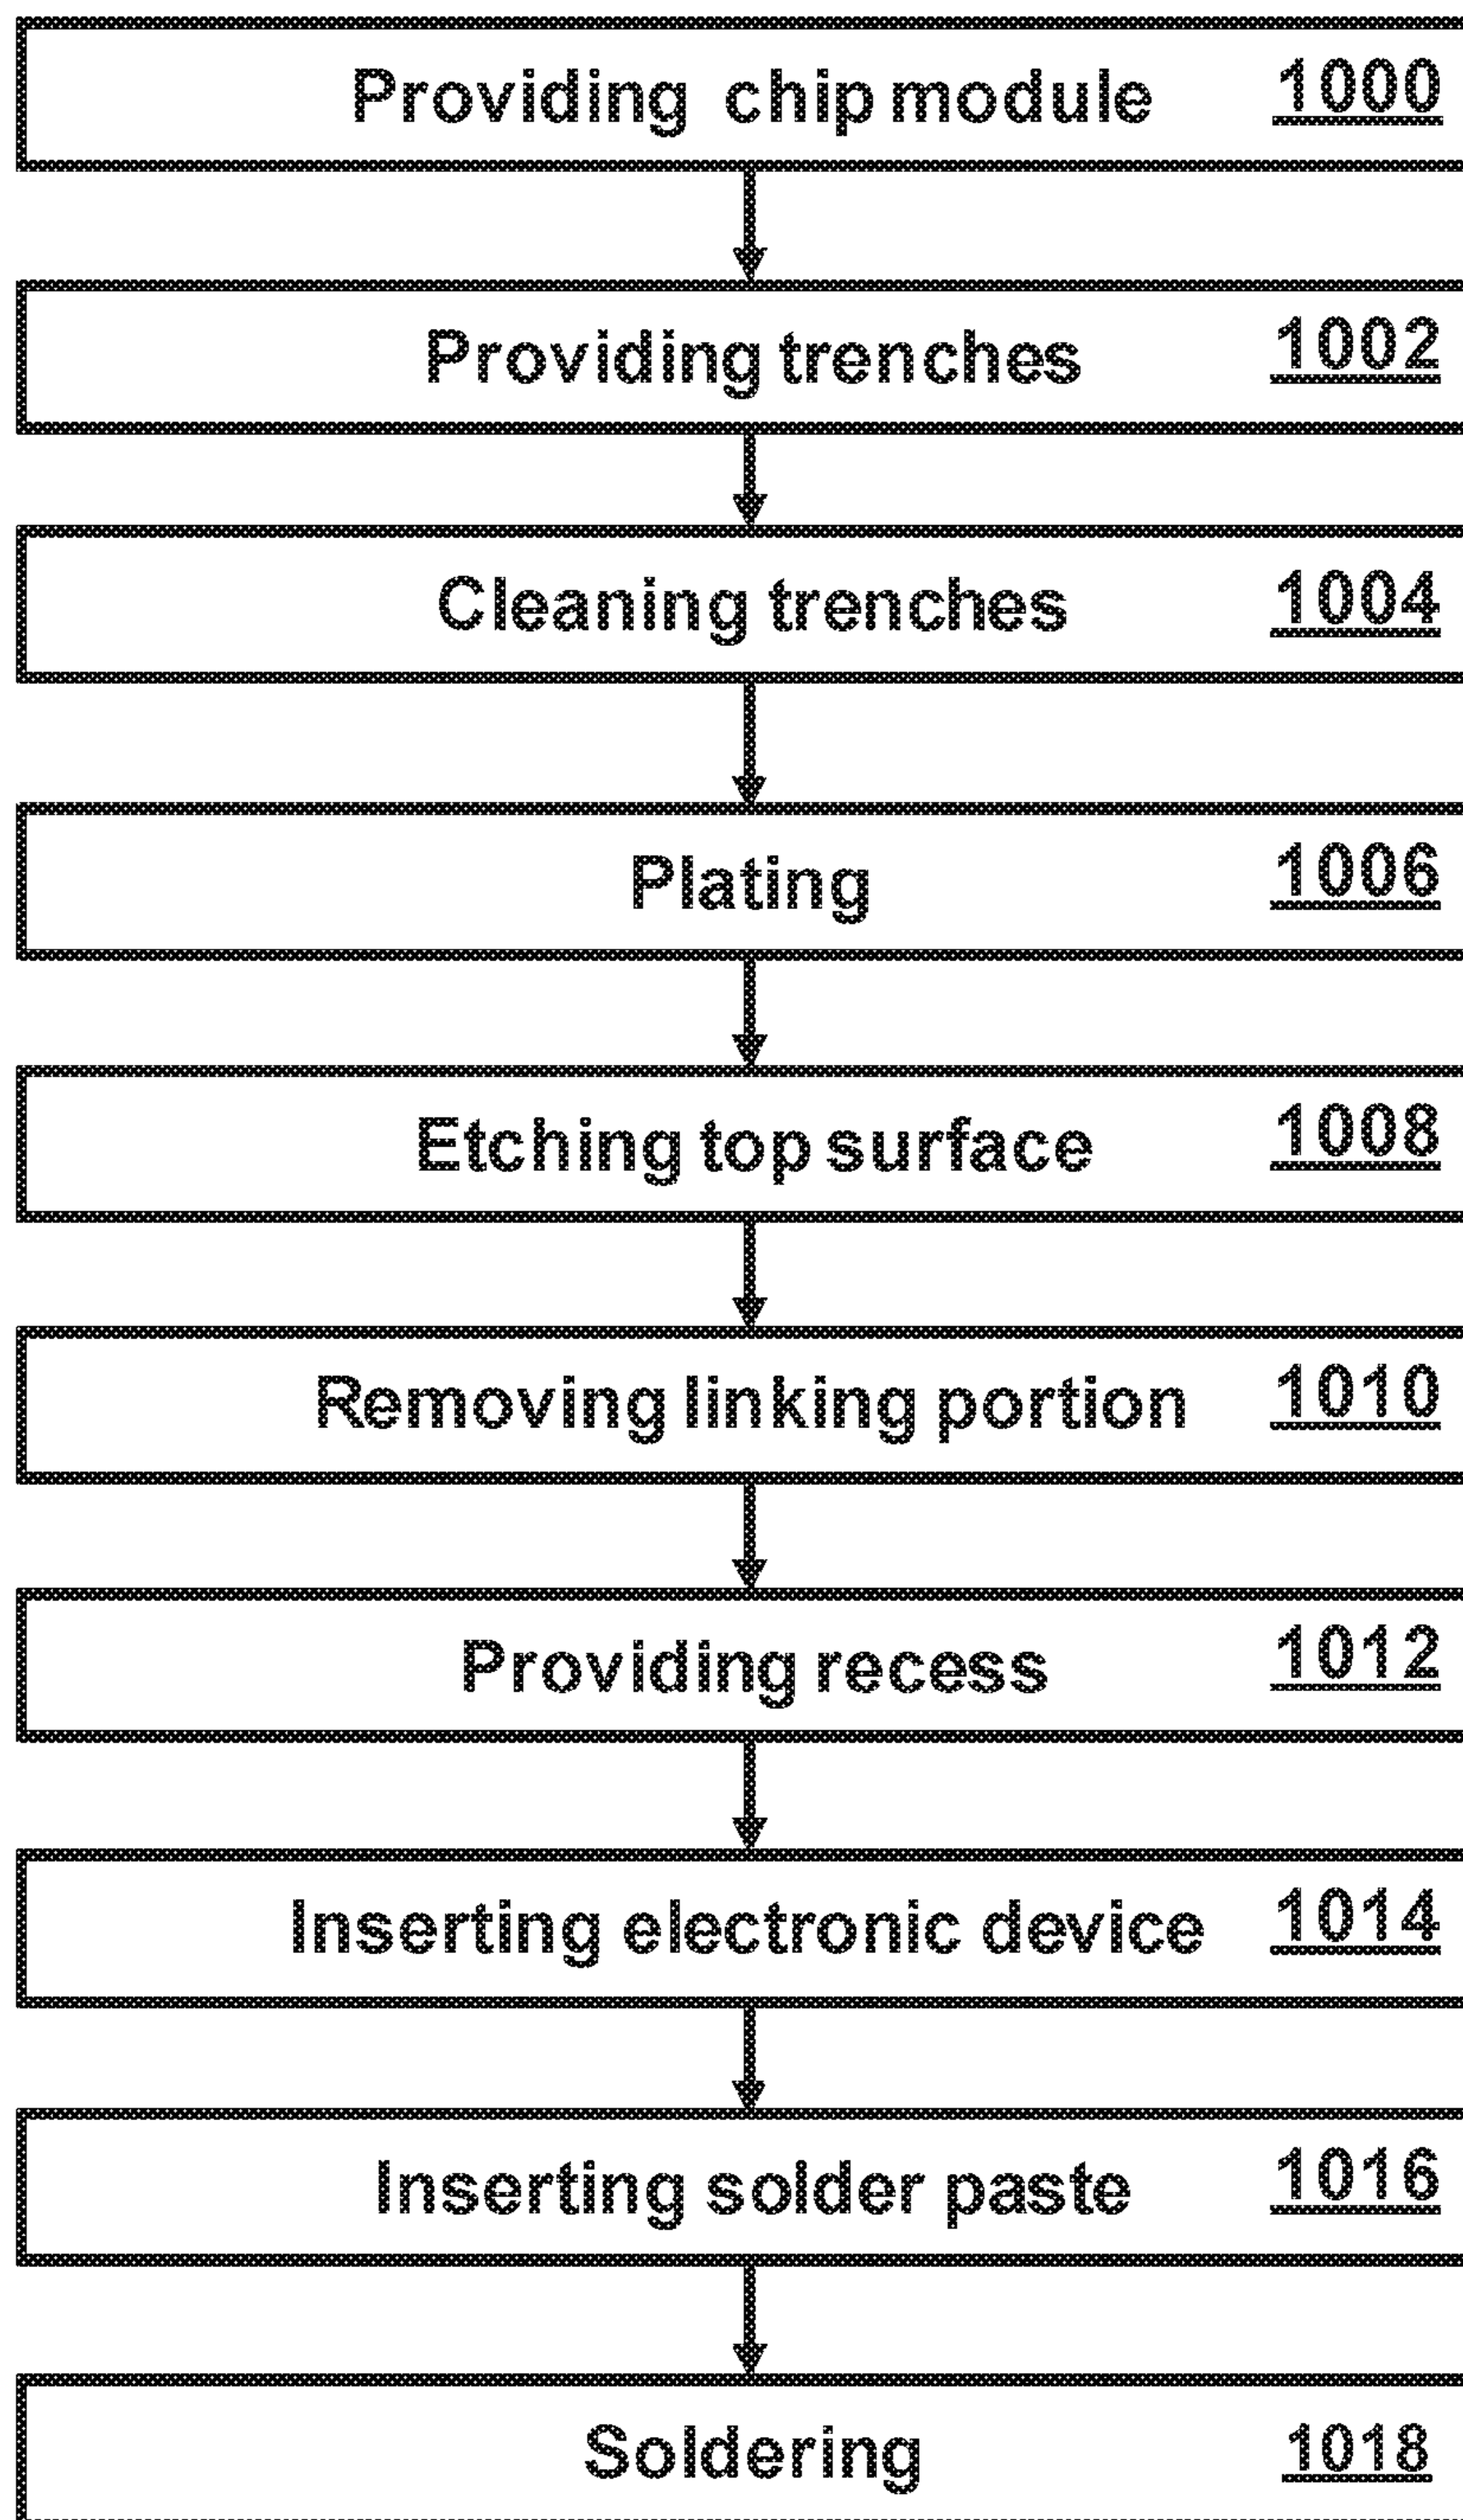 Providing chip module 1000
Providing trenches 1002
Cleaning trenches 1004
Plating 1006
Etching top surface 1008
Removing linking portion 1010
Providing recess 1012
Inserting electronic device 1014
Inserting solder paste 1016
Soldering 1018